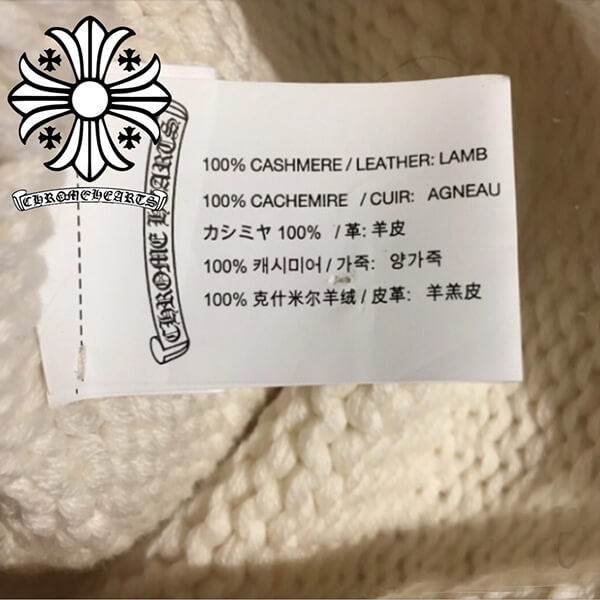 CHROME HEARTS
CHROME HEARTS
100% CASHMERE / LEATHER: LAMB
100% CACHEMIRE / CUIR: AGNEAU
カシミヤ 100% / 革: 羊皮
100% 캐시미어 / 가죽: 양가죽
100% 克什米尔羊绒 / 皮革: 羊羔皮